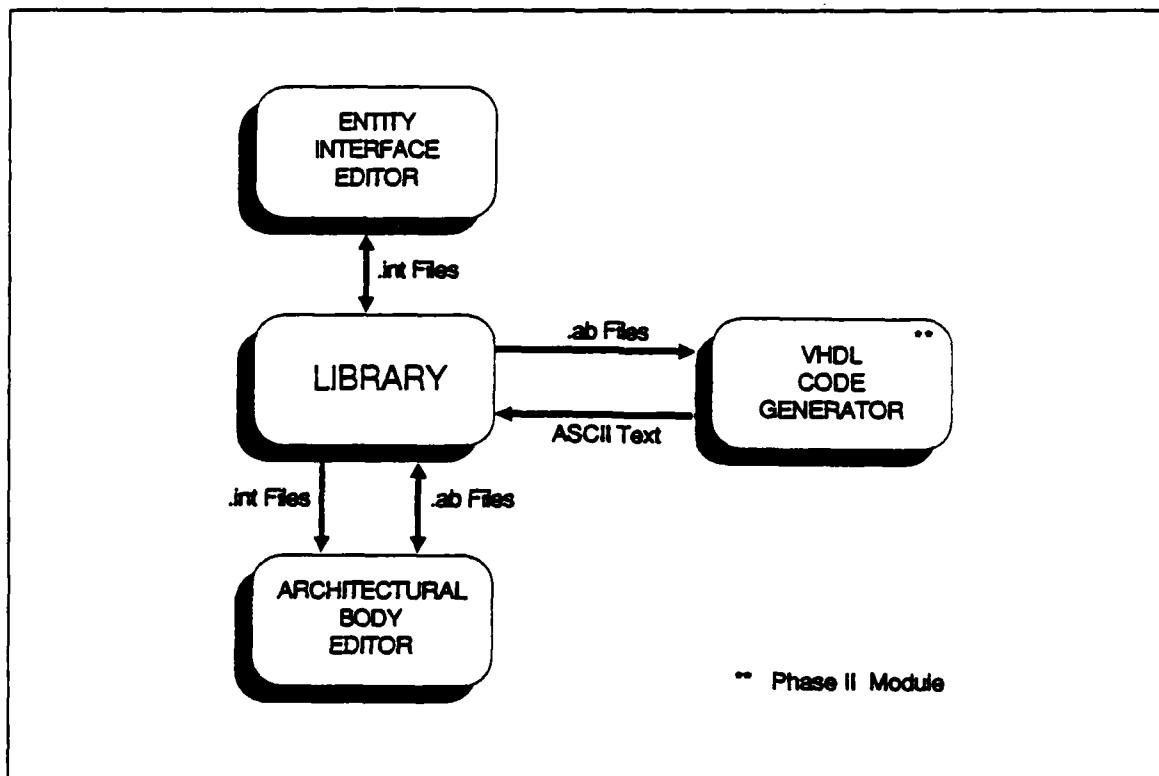 ENTITY
INTERFACE
EDITOR
.int Files
LIBRARY
.ab Files
**
VHDL
CODE
GENERATOR
ASCII Text
.int Files
.ab Files
ARCHITECTURAL
BODY
EDITOR
** Phase II Module